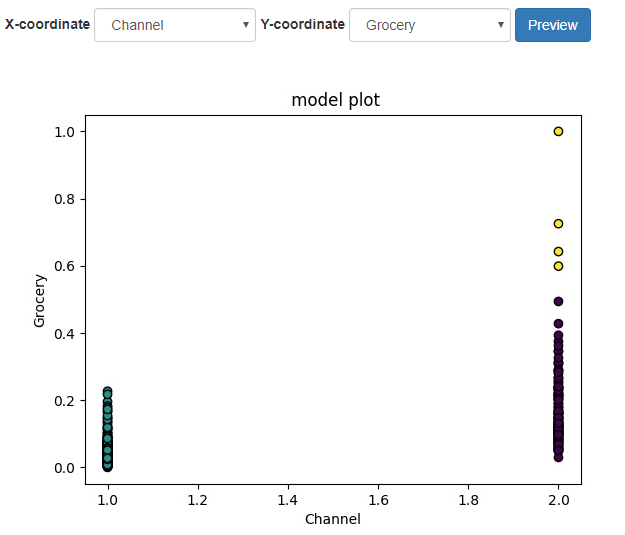 X-coordinate Channel Y-coordinate Grocery Preview
model plot
1.0
0.8
0.6
0.4
0.2
0.0
Grocery
1.0 1.2 1.4 1.6 1.8 2.0
Channel